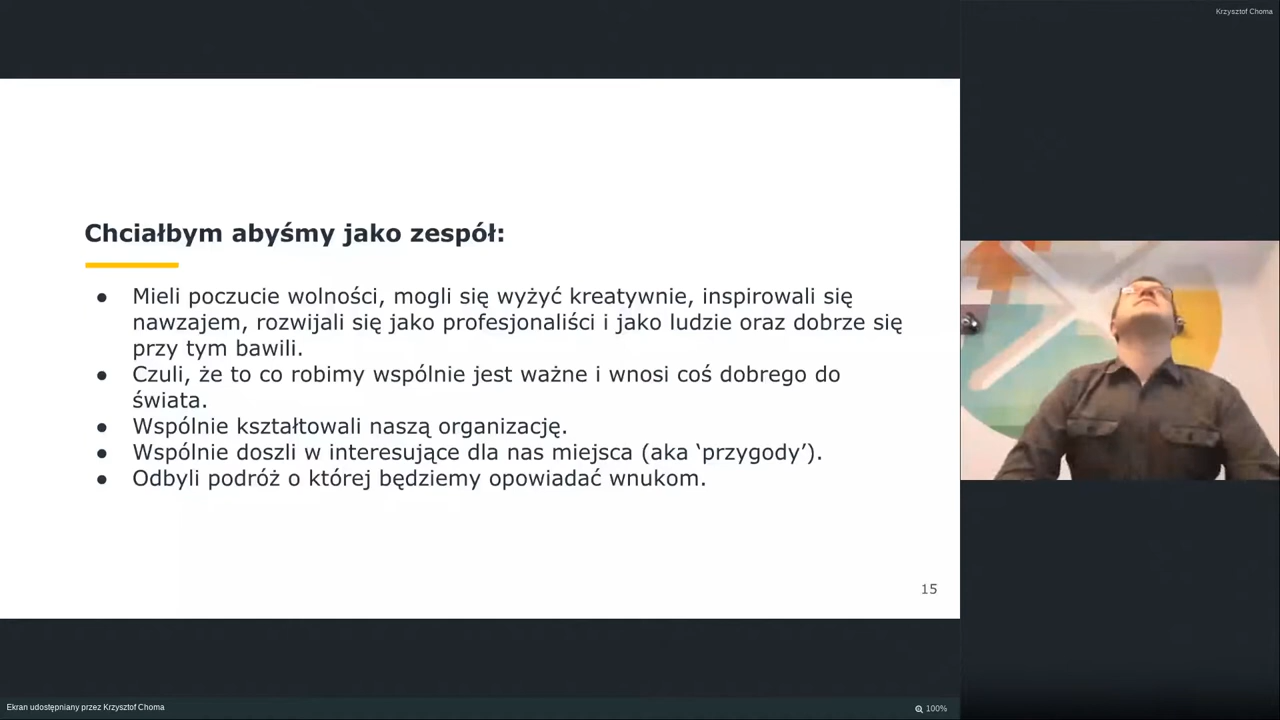 Krzysztof Choma
Chciałbym abyśmy jako zespół:
● Mieli poczucie wolności, mogli się wyżyć kreatywnie, inspirowali się
nawzajem, rozwijali się jako profesjonaliści i jako ludzie oraz dobrze się
przy tym bawili.
● Czuli, że to co robimy wspólnie jest ważne i wnosi coś dobrego do
świata.
● Wspólnie kształtowali naszą organizację.
● Wspólnie doszli w interesujące dla nas miejsca (aka ‘przygody’).
● Odbyli podróż o której będziemy opowiadać wnukom.
15
Ekran udostępniany przez Krzysztof Choma
100%